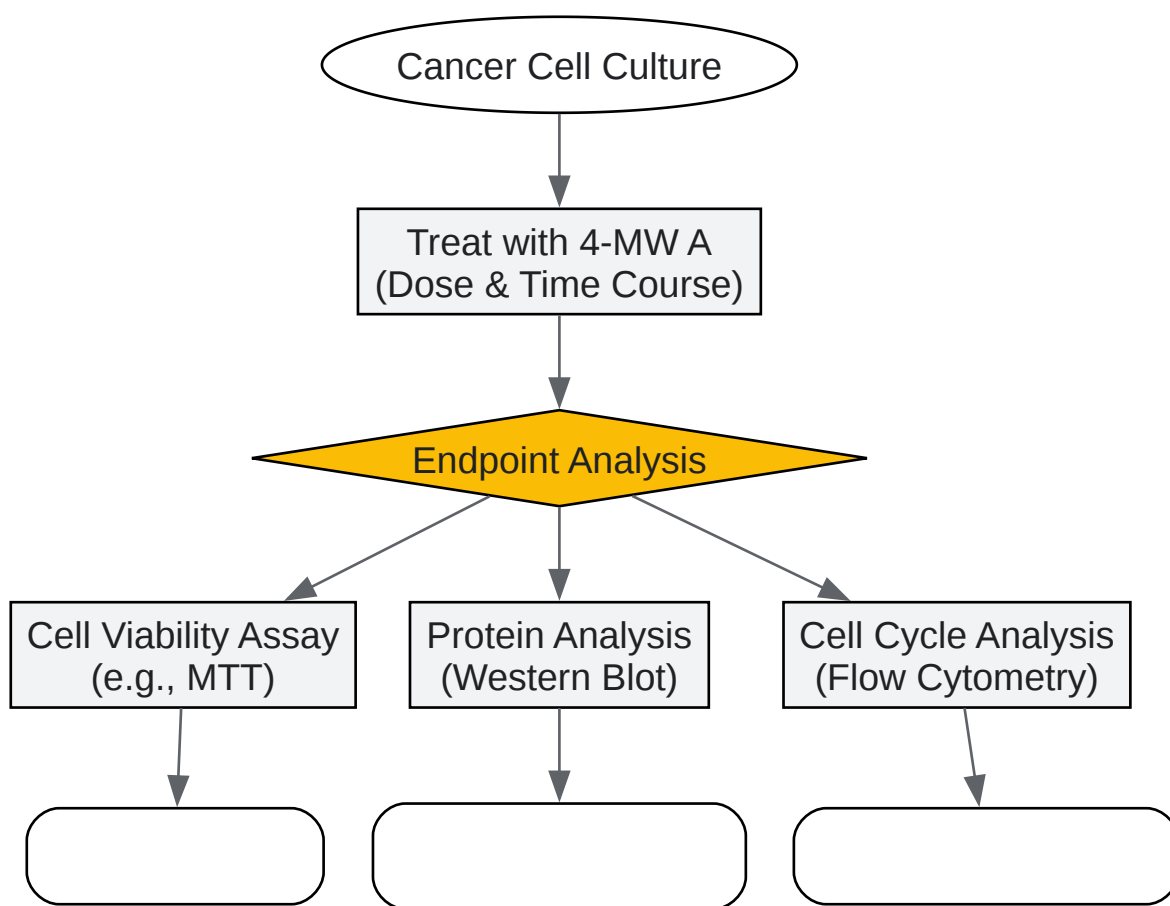 Cancer Cell Culture
Treat with 4-MW A
(Dose & Time Course)
Endpoint Analysis
Cell Viability Assay
(e.g., MTT)
Protein Analysis
(Western Blot)
Cell Cycle Analysis
(Flow Cytometry)